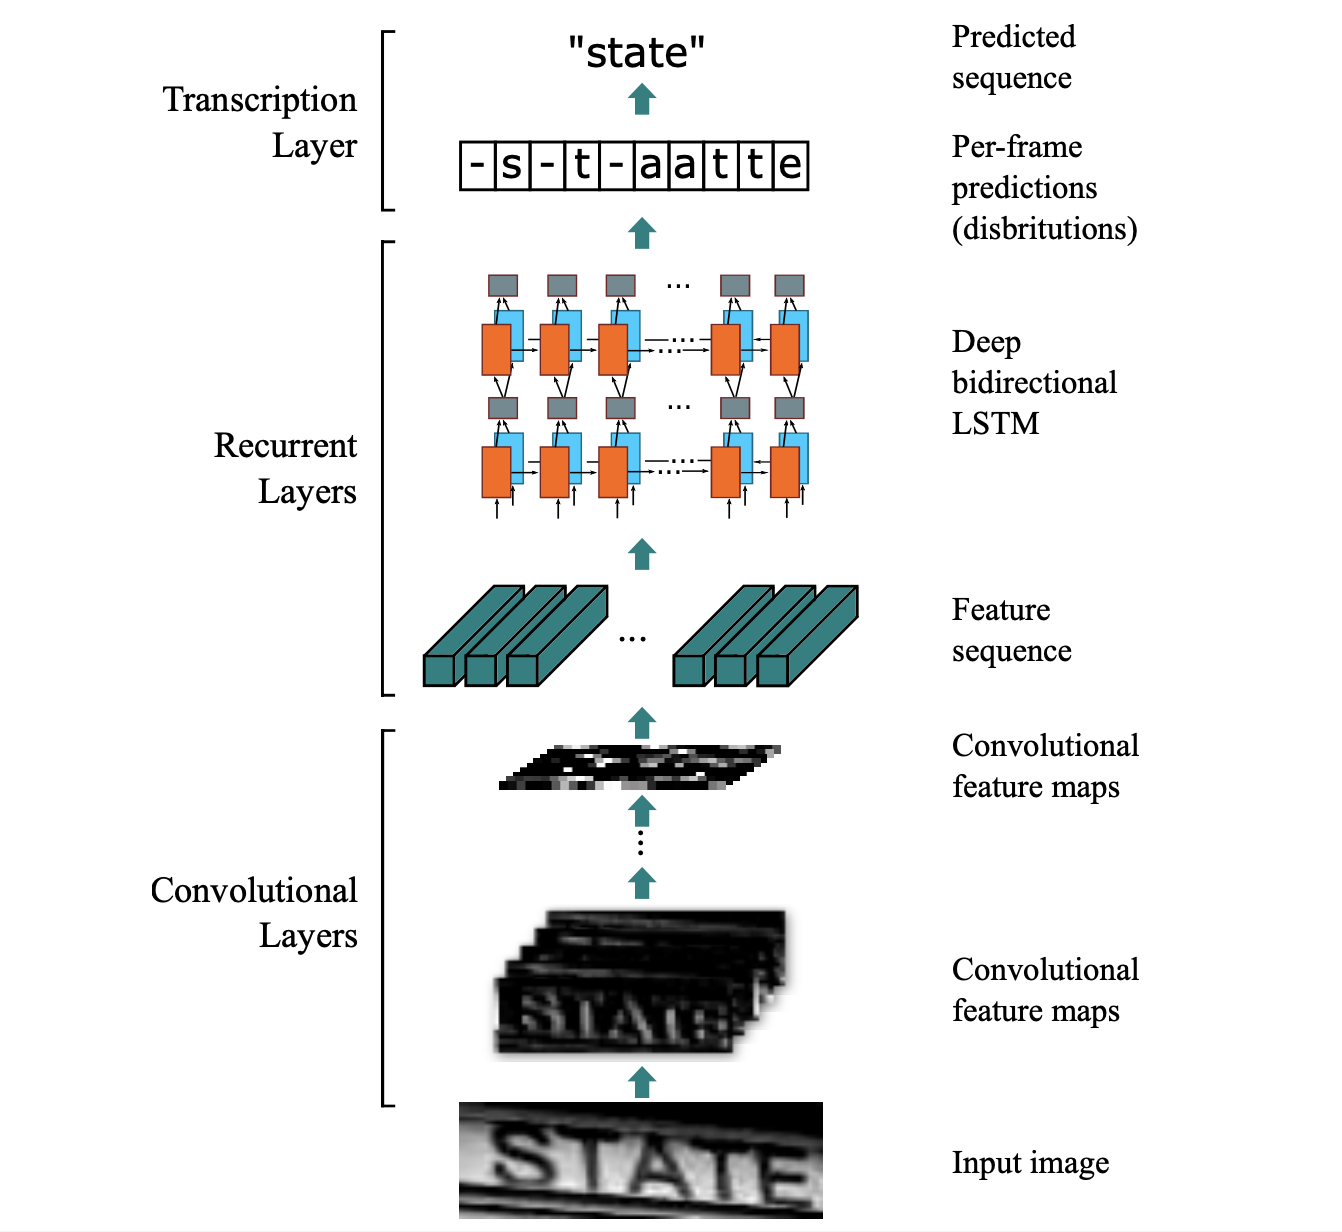 "state"
Predicted
sequence
Transcription
Layer
-s-t-aatte
Per-frame
predictions
(disbritutions)
...
Deep
bidirectional
LSTM
...
...
...
Recurrent
Layers
...
...
...
Feature
sequence
Convolutional
feature maps
Convolutional
Layers
STATE
Convolutional
feature maps
STATE
Input image